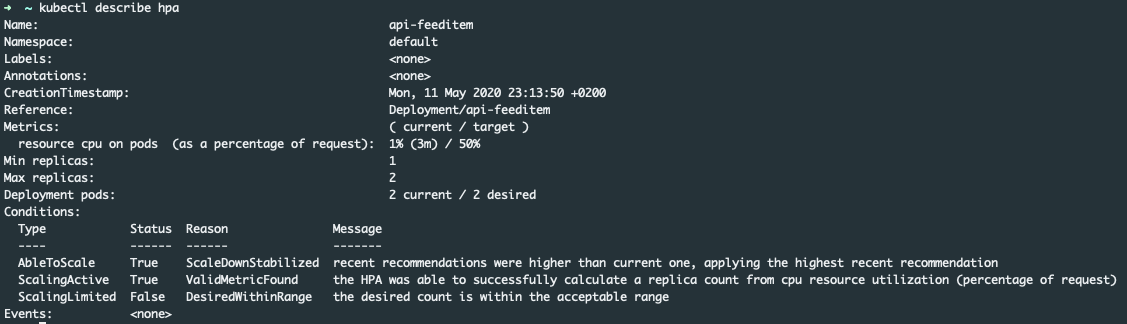 →  ~ kubectl describe hpa
Name:                                                  api-feeditem
Namespace:                                             default
Labels:                                                <none>
Annotations:                                           <none>
CreationTimestamp:                                     Mon, 11 May 2020 23:13:50 +0200
Reference:                                             Deployment/api-feeditem
Metrics:                                               ( current / target )
  resource cpu on pods  (as a percentage of request):  1% (3m) / 50%
Min replicas:                                          1
Max replicas:                                          2
Deployment pods:                                       2 current / 2 desired
Conditions:
  Type            Status  Reason              Message
  ----            ------  ------              -------
  AbleToScale     True    ScaleDownStabilized  recent recommendations were higher than current one, applying the highest recent recommendation
  ScalingActive   True    ValidMetricFound    the HPA was able to successfully calculate a replica count from cpu resource utilization (percentage of request)
  ScalingLimited  False   DesiredWithinRange  the desired count is within the acceptable range
Events:           <none>